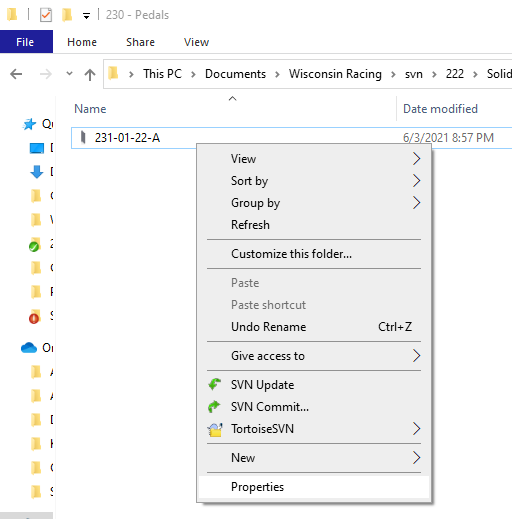 230 - Pedals
File Home Share View
This PC Documents Wisconsin Racing svn 222 Solid
Name Date modified
231-01-22-A 6/3/2021 8:57 PM
View
Sort by
Group by
Refresh
Customize this folder...
Paste
Paste shortcut
Undo Rename Ctrl+Z
Give access to
SVN Update
SVN Commit...
TortoiseSVN
New
Properties